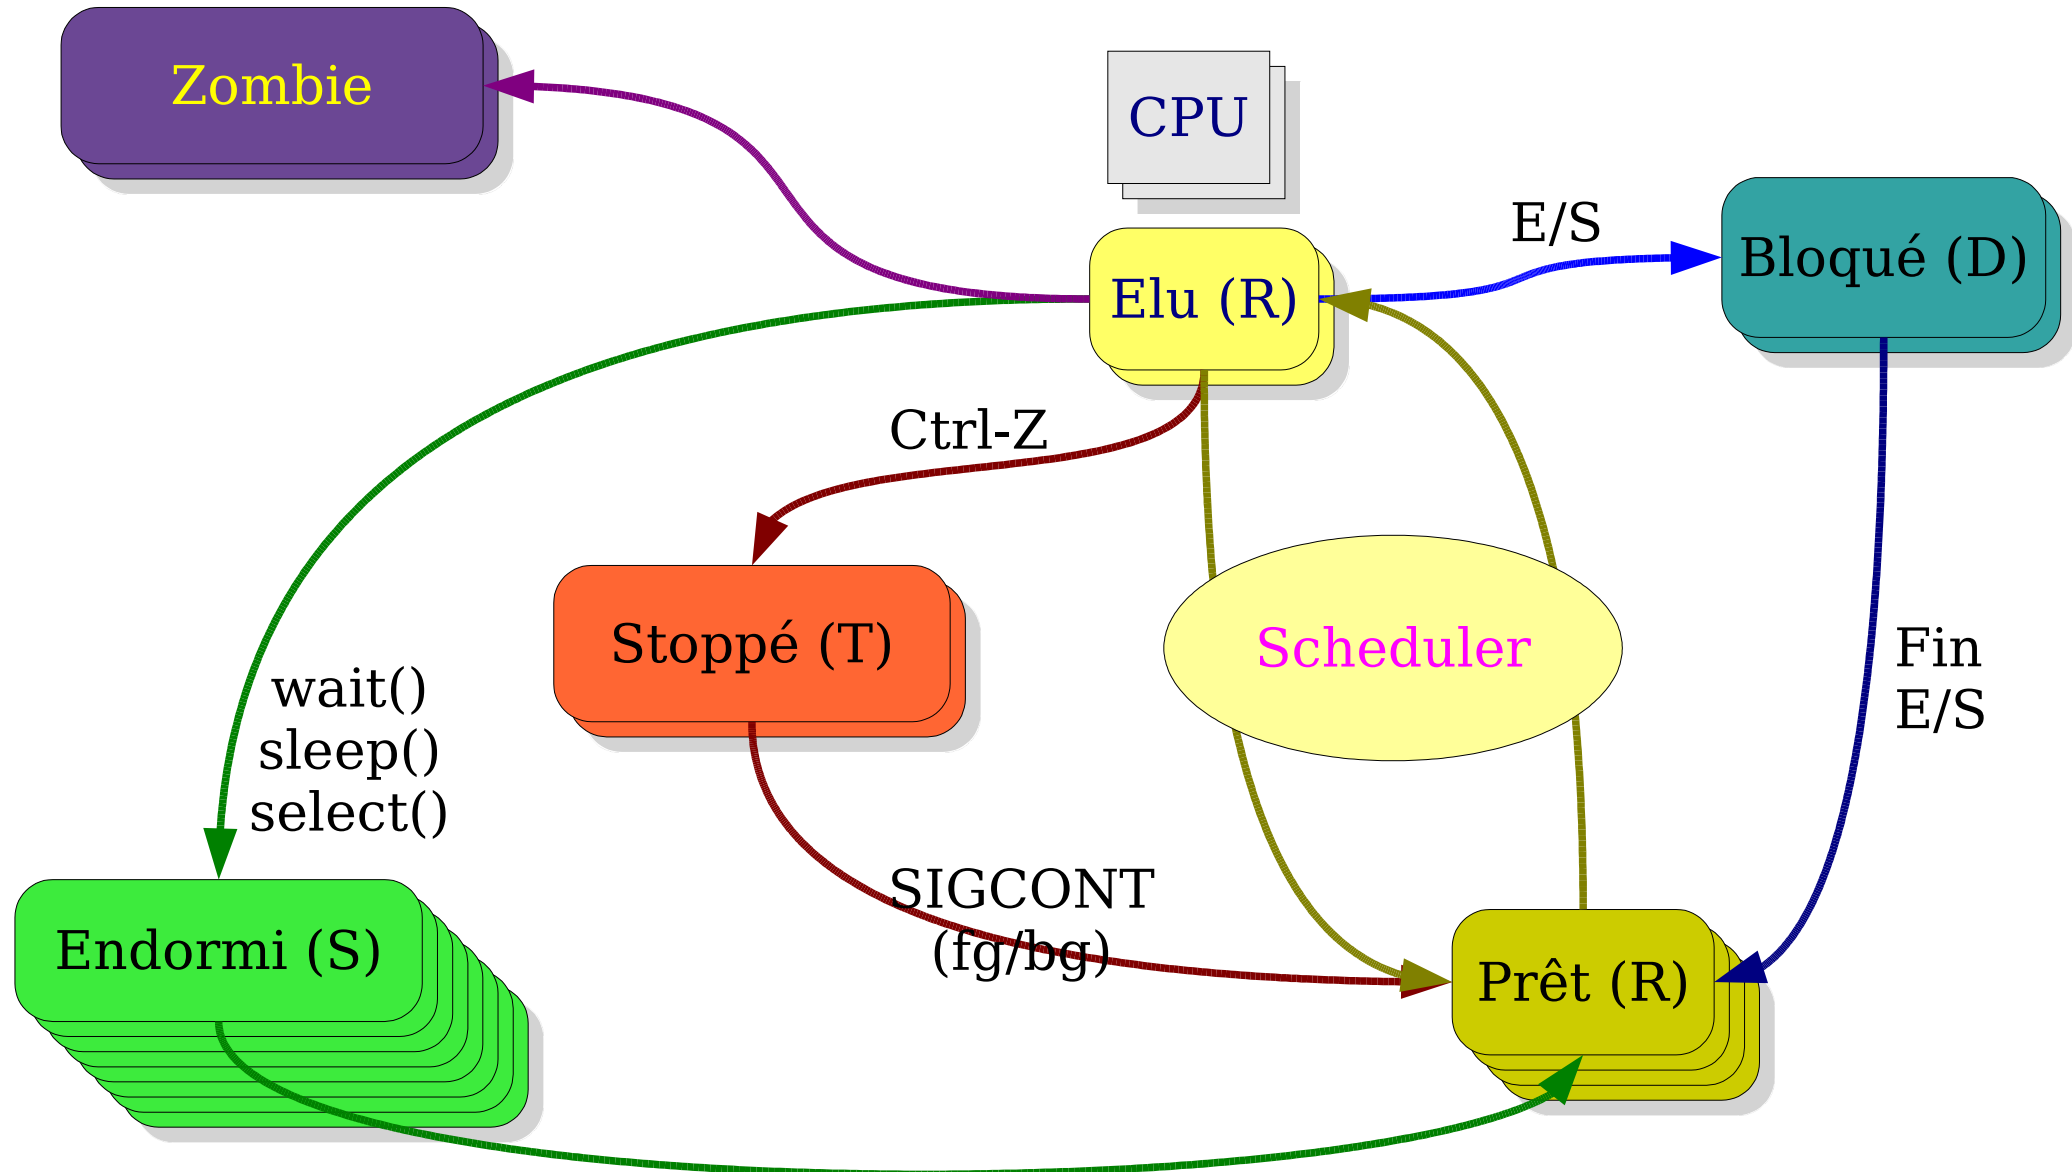 Zombie
CPU
E/S
Bloqué (D)
Elu (R)
Ctrl-Z
Stoppé (T)
Scheduler
Fin
E/S
wait()
sleep()
select()
SIGCONT
(fg/bg)
Endormi (S)
Prêt (R)